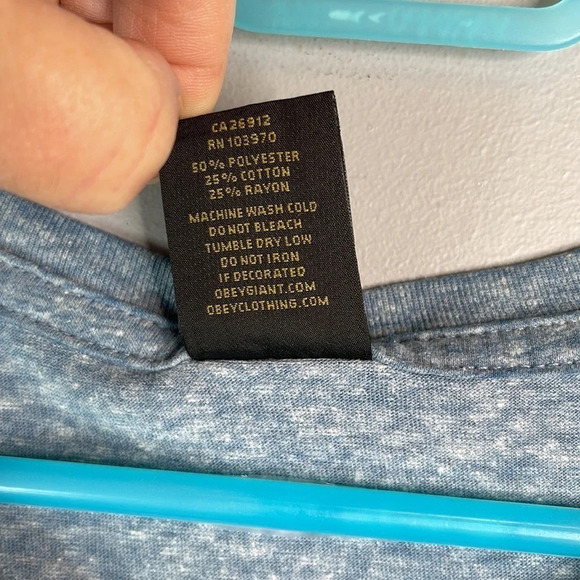 CA 26912
RN 103970
50% POLYESTER
25% COTTON
25% RAYON
MACHINE WASH COLD
DO NOT BLEACH
TUMBLE DRY LOW
DO NOT IRON
IF DECORATED
OBEYGIANT.COM
OBEYCLOTHING.COM